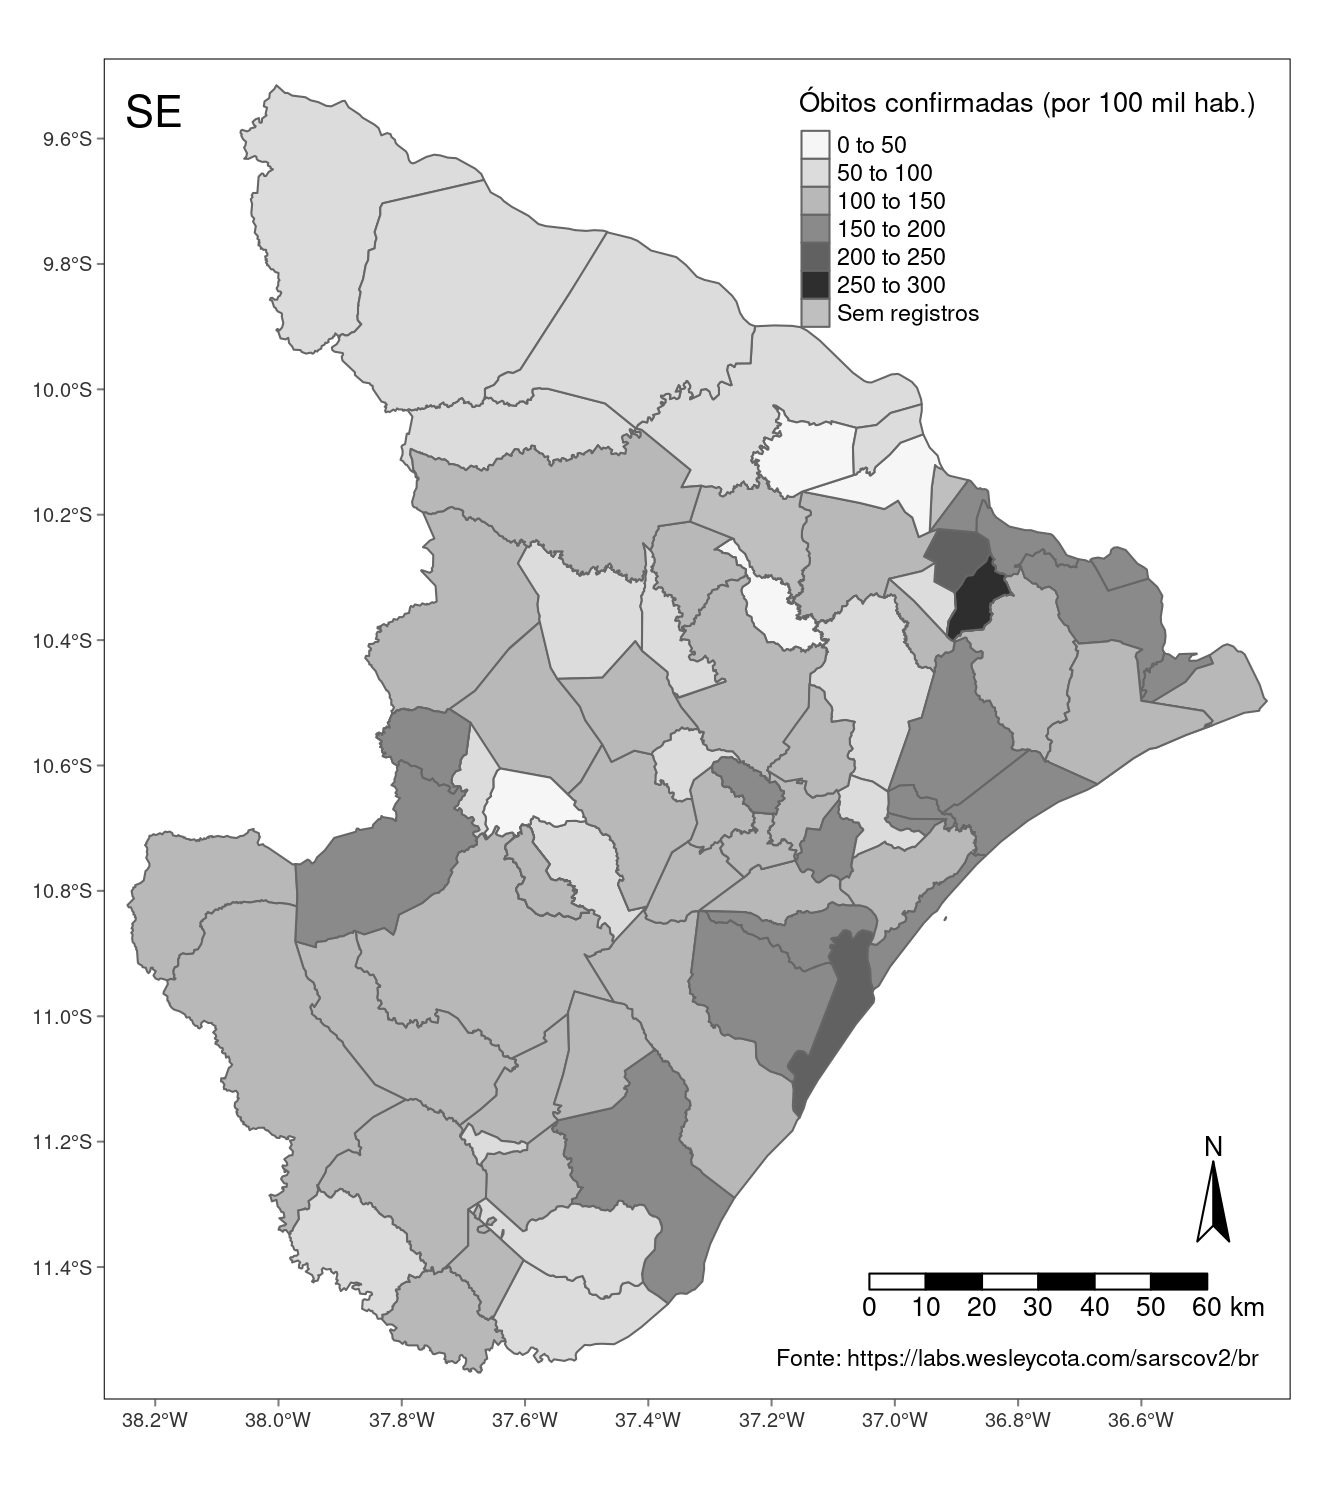 SE
Óbitos confirmadas (por 100 mil hab.)
0 to 50
50 to 100
100 to 150
150 to 200
200 to 250
250 to 300
Sem registros
9.6°S
9.8°S
10.0°S
10.2°S
10.4°S
10.6°S
10.8°S
11.0°S
11.2°S
11.4°S
N
0 10 20 30 40 50 60 km
Fonte: https://labs.wesleycota.com/sarscov2/br
38.2°W 38.0°W 37.8°W 37.6°W 37.4°W 37.2°W 37.0°W 36.8°W 36.6°W